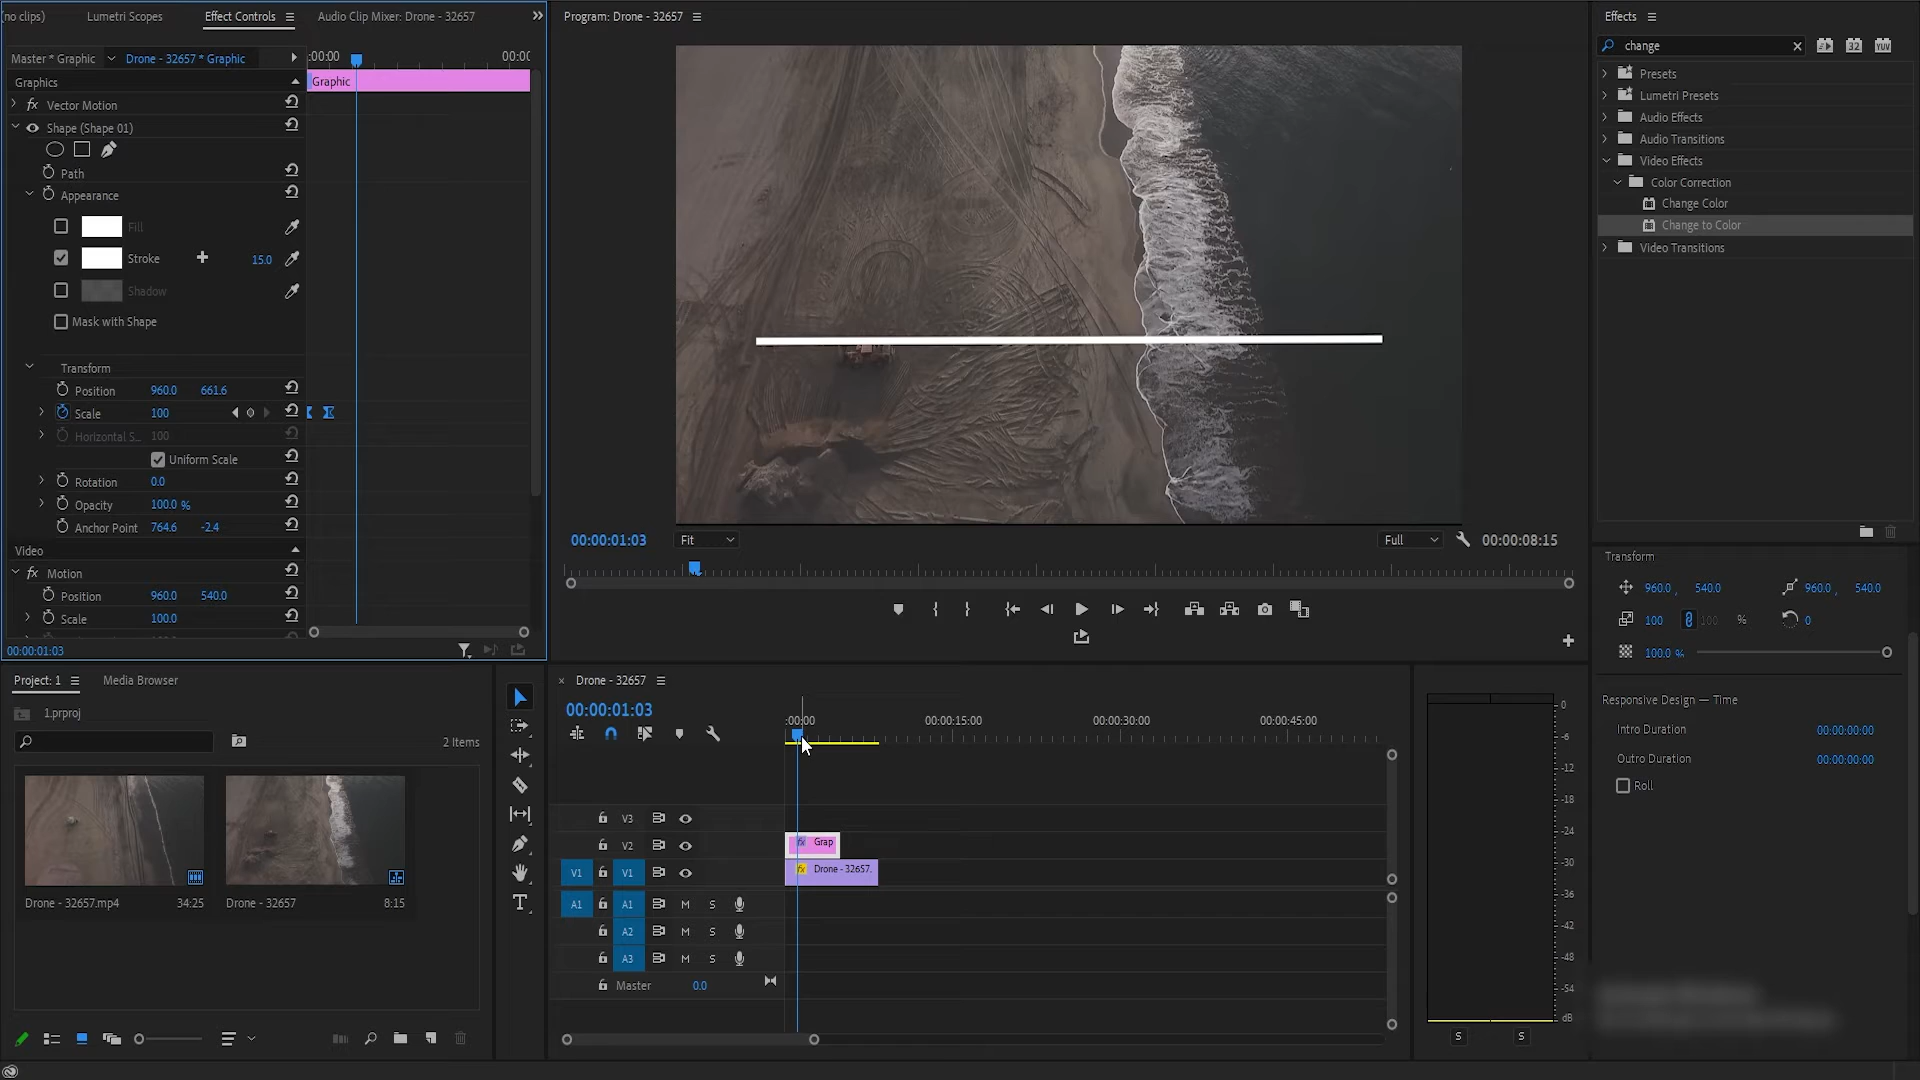 (no clips)
Lumetri Scopes
Effect Controls
Audio Clip Mixer: Drone - 32657
Master * Graphic
Drone - 32657 * Graphic
:00:00
00:00
Graphics
Graphic
Vector Motion
Shape (Shape 01)
Path
Appearance
Fill
Stroke
15.0
Shadow
Mask with Shape
Transform
Position 960.0 661.6
Scale 100
Horizontal S... 100
Uniform Scale
Rotation 0.0
Opacity 100.0 %
Anchor Point 764.6 -2.4
Video
Motion
Position 960.0 540.0
Scale 100.0
00:00:01:03
Program: Drone - 32657
00:00:01:03
Fit
Full
00:00:08:15
Effects
change
32
YUV
Presets
Lumetri Presets
Audio Effects
Audio Transitions
Video Effects
Color Correction
Change Color
Change to Color
Video Transitions
Transform
960.0 , 540.0
960.0 , 540.0
100
100
%
0
100.0 %
Responsive Design — Time
Intro Duration 00:00:00:00
Outro Duration 00:00:00:00
Roll
Project: 1
Media Browser
1.prproj
2 Items
Drone - 32657.mp4 34:25
Drone - 32657 8:15
Drone - 32657
00:00:01:03
:00:00
00:00:15:00
00:00:30:00
00:00:45:00
V3
V2
fx Grap
V1 V1
fx Drone - 32657.
A1 A1 M S
A2 M S
A3 M S
Master 0.0
0
-6
-12
-18
-24
-30
-36
-42
-48
-54
dB
S S